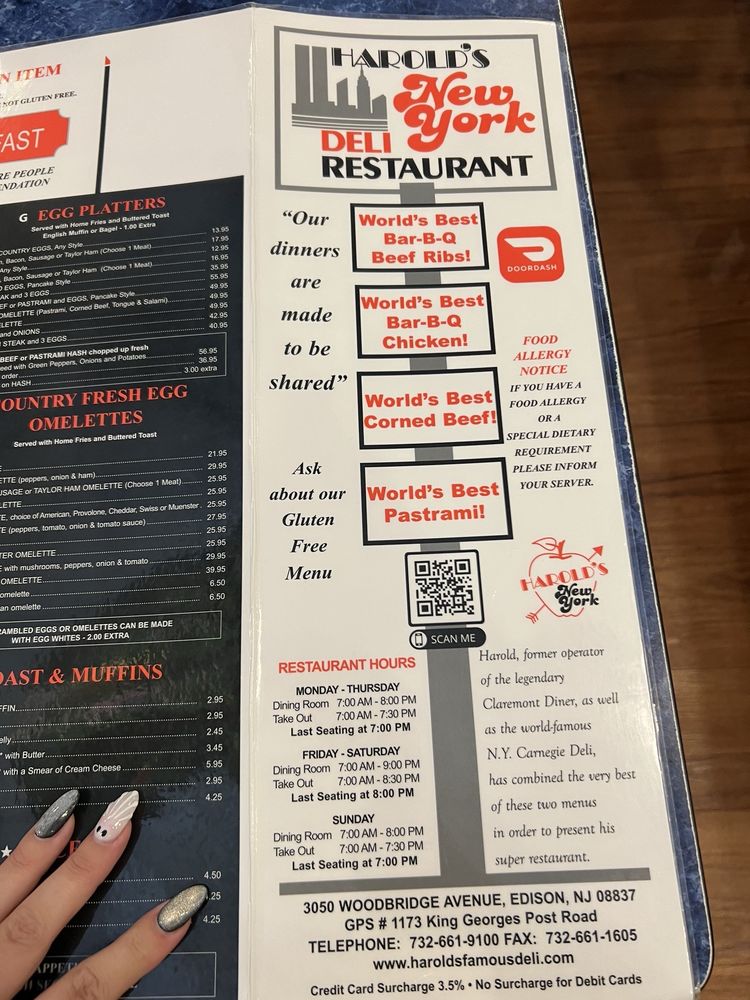 N ITEM
NOT GLUTEN FREE.
FAST
RE PEOPLE
NDATION
G EGG PLATTERS
Served with Home Fries and Buttered Toast
English Muffin or Bagel - 1.00 Extra
COUNTRY EGGS, Any Style 13.95
Bacon, Sausage or Taylor Ham (Choose 1 Meat) 17.95
Any Style 12.95
Bacon, Sausage or Taylor Ham (Choose 1 Meat) 16.95
EGGS, Pancake Style 35.95
EAK and 3 EGGS 55.95
EF or PASTRAMI and EGGS, Pancake Style 49.95
OMELETTE (Pastrami, Corned Beef, Tongue & Salami) 49.95
LETTE 49.95
and ONIONS 42.95
STEAK and 3 EGGS 40.95
BEEF or PASTRAMI HASH chopped up fresh
eed with Green Peppers, Onions and Potatoes 56.95
order 36.95
on HASH 3.00 extra
COUNTRY FRESH EGG
OMELETTES
Served with Home Fries and Buttered Toast
21.95
ETTE (peppers, onion & ham) 29.95
USAGE or TAYLOR HAM OMELETTE (Choose 1 Meat) 25.95
LETTE 25.95
TE, choice of American, Provolone, Cheddar, Swiss or Muenster 25.95
TE (peppers, tomato, onion & tomato sauce) 27.95
25.95
TER OMELETTE 25.95
E with mushrooms, peppers, onion & tomato 29.95
OMELETTE 39.95
omelette 6.50
an omelette 6.50
RAMBLED EGGS OR OMELETTES CAN BE MADE
WITH EGG WHITES - 2.00 EXTRA
OAST & MUFFINS
FFIN 2.95
2.95
elly 2.45
with Butter 3.45
with a Smear of Cream Cheese 5.95
2.95
4.25
4.50
.25
4.25
APPETI
HAROLD'S
New
York
DELI
RESTAURANT
"Our
dinners
are
made
to be
shared"
World's Best
Bar-B-Q
Beef Ribs!
World's Best
Bar-B-Q
Chicken!
World's Best
Corned Beef!
World's Best
Pastrami!
DOORDASH
FOOD
ALLERGY
NOTICE
IF YOU HAVE A
FOOD ALLERGY
OR A
SPECIAL DIETARY
REQUIREMENT
PLEASE INFORM
YOUR SERVER.
Ask
about our
Gluten
Free
Menu
SCAN ME
HAROLD'S
New
York
RESTAURANT HOURS
MONDAY - THURSDAY
Dining Room 7:00 AM - 8:00 PM
Take Out 7:00 AM - 7:30 PM
Last Seating at 7:00 PM
FRIDAY - SATURDAY
Dining Room 7:00 AM - 9:00 PM
Take Out 7:00 AM - 8:30 PM
Last Seating at 8:00 PM
SUNDAY
Dining Room 7:00 AM - 8:00 PM
Take Out 7:00 AM - 7:30 PM
Last Seating at 7:00 PM
Harold, former operator
of the legendary
Claremont Diner, as well
as the world-famous
N.Y. Carnegie Deli,
has combined the very best
of these two menus
in order to present his
super restaurant.
3050 WOODBRIDGE AVENUE, EDISON, NJ 08837
GPS # 1173 King Georges Post Road
TELEPHONE: 732-661-9100 FAX: 732-661-1605
www.haroldsfamousdeli.com
Credit Card Surcharge 3.5% • No Surcharge for Debit Cards